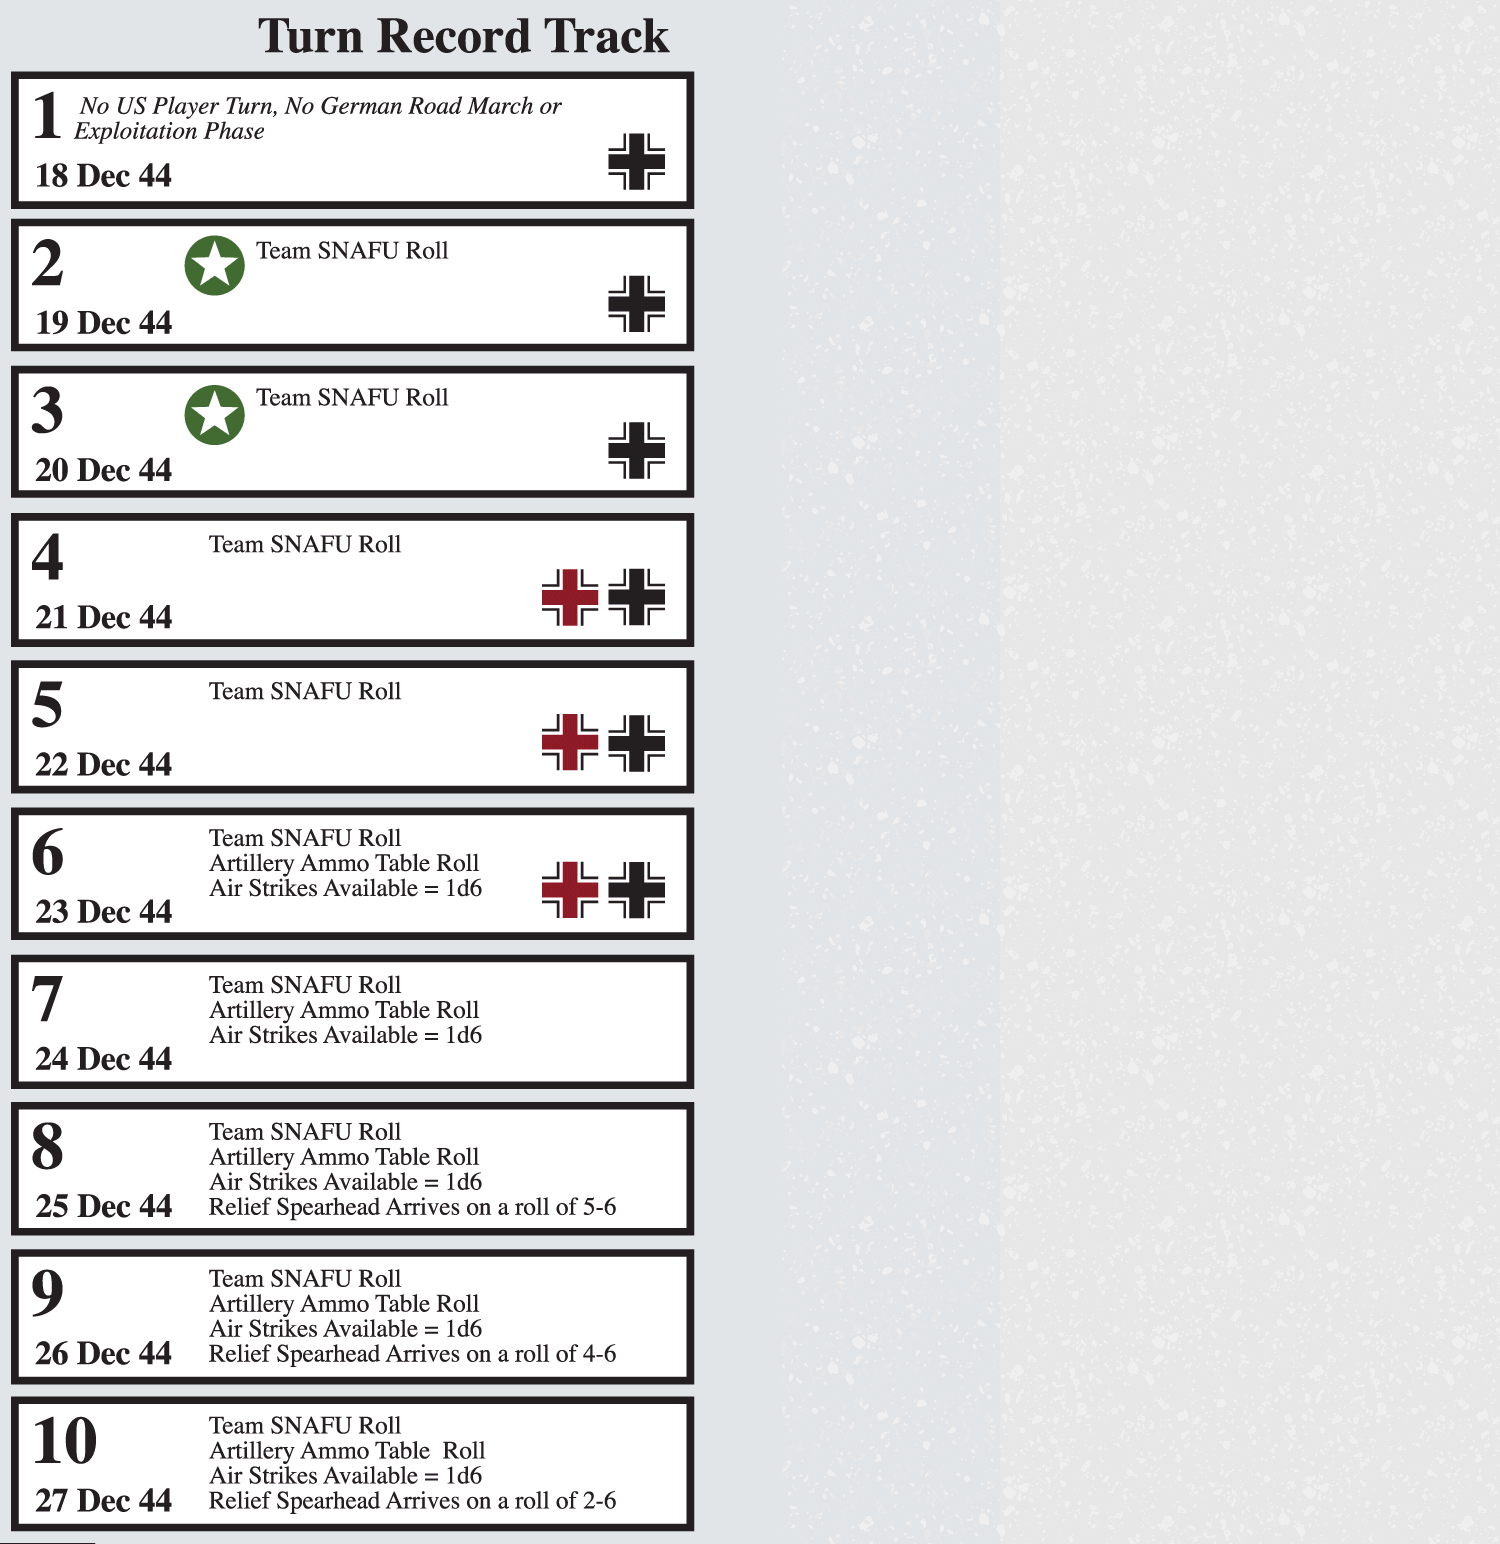 Turn Record Track
1 No US Player Turn, No German Road March or
Exploitation Phase
18 Dec 44
2 Team SNAFU Roll
19 Dec 44
3 Team SNAFU Roll
20 Dec 44
4 Team SNAFU Roll
21 Dec 44
5 Team SNAFU Roll
22 Dec 44
6 Team SNAFU Roll
Artillery Ammo Table Roll
Air Strikes Available = 1d6
23 Dec 44
7 Team SNAFU Roll
Artillery Ammo Table Roll
Air Strikes Available = 1d6
24 Dec 44
8 Team SNAFU Roll
Artillery Ammo Table Roll
Air Strikes Available = 1d6
25 Dec 44 Relief Spearhead Arrives on a roll of 5-6
9 Team SNAFU Roll
Artillery Ammo Table Roll
Air Strikes Available = 1d6
26 Dec 44 Relief Spearhead Arrives on a roll of 4-6
10 Team SNAFU Roll
Artillery Ammo Table Roll
Air Strikes Available = 1d6
27 Dec 44 Relief Spearhead Arrives on a roll of 2-6